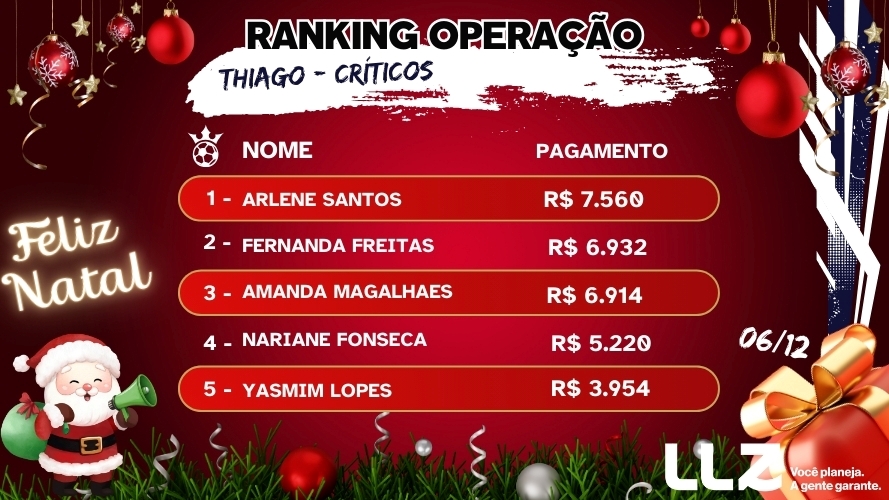 RANKING OPERAÇÃO
THIAGO - CRÍTICOS
NOME PAGAMENTO
1 - ARLENE SANTOS R$ 7.560
2 - FERNANDA FREITAS R$ 6.932
3 - AMANDA MAGALHAES R$ 6.914
4 - NARIANE FONSECA R$ 5.220
5 - YASMIM LOPES R$ 3.954
Feliz
Natal
06/12
LLZ
Você planeja.
A gente garante.